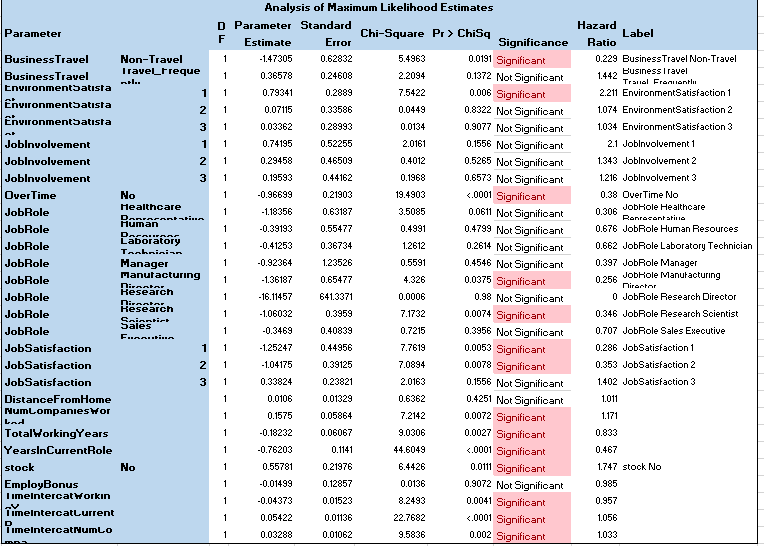 Analysis of Maximum Likelihood Estimates
Parameter D F Parameter Estimate Standard Error Chi-Square Pr > ChiSq Significance Hazard Ratio Label
BusinessTravel Non-Travel 1 -1.47305 0.62832 5.4963 0.0191 Significant 0.229 BusinessTravel Non-Travel
BusinessTravel Travel_Frequently 1 0.36578 0.24608 2.2094 0.1372 Not Significant 1.442 BusinessTravel Travel_Frequently
EnvironmentSatisfact 1 1 0.79341 0.2889 7.5422 0.006 Significant 2.211 EnvironmentSatisfaction 1
EnvironmentSatisfact 2 1 0.07115 0.33586 0.0449 0.8322 Not Significant 1.074 EnvironmentSatisfaction 2
EnvironmentSatisfact 3 1 0.03362 0.28993 0.0134 0.9077 Not Significant 1.034 EnvironmentSatisfaction 3
JobInvolvement 1 1 0.74195 0.52255 2.0161 0.1556 Not Significant 2.1 JobInvolvement 1
JobInvolvement 2 1 0.29458 0.46509 0.4012 0.5265 Not Significant 1.343 JobInvolvement 2
JobInvolvement 3 1 0.19593 0.44162 0.1968 0.6573 Not Significant 1.216 JobInvolvement 3
OverTime No 1 -0.96699 0.21903 19.4903 <.0001 Significant 0.38 OverTime No
JobRole Healthcare Representative 1 -1.18356 0.63187 3.5085 0.0611 Not Significant 0.306 JobRole Healthcare Representative
JobRole Human Resources 1 -0.39193 0.55477 0.4991 0.4799 Not Significant 0.676 JobRole Human Resources
JobRole Laboratory Technician 1 -0.41253 0.36734 1.2612 0.2614 Not Significant 0.662 JobRole Laboratory Technician
JobRole Manager 1 -0.92364 1.23526 0.5591 0.4546 Not Significant 0.397 JobRole Manager
JobRole Manufacturing Director 1 -1.36187 0.65477 4.326 0.0375 Significant 0.256 JobRole Manufacturing Director
JobRole Research Director 1 -16.11457 641.3371 0.0006 0.98 Not Significant 0 JobRole Research Director
JobRole Research Scientist 1 -1.06032 0.3959 7.1732 0.0074 Significant 0.346 JobRole Research Scientist
JobRole Sales Executive 1 -0.3469 0.40839 0.7215 0.3956 Not Significant 0.707 JobRole Sales Executive
JobSatisfaction 1 1 -1.25247 0.44956 7.7619 0.0053 Significant 0.286 JobSatisfaction 1
JobSatisfaction 2 1 -1.04175 0.39125 7.0894 0.0078 Significant 0.353 JobSatisfaction 2
JobSatisfaction 3 1 0.33824 0.23821 2.0163 0.1556 Not Significant 1.402 JobSatisfaction 3
DistanceFromHome 1 0.0106 0.01329 0.6362 0.4251 Not Significant 1.011
NumCompaniesWorked 1 0.1575 0.05864 7.2142 0.0072 Significant 1.171
TotalWorkingYears 1 -0.18232 0.06067 9.0306 0.0027 Significant 0.833
YearsInCurrentRole 1 -0.76203 0.1141 44.6049 <.0001 Significant 0.467
stock No 1 0.55781 0.21976 6.4426 0.0111 Significant 1.747 stock No
EmployBonus 1 -0.01499 0.12857 0.0136 0.9072 Not Significant 0.985
TimeIntercatWorkin 1 -0.04373 0.01523 8.2493 0.0041 Significant 0.957
TimeIntercatCurrent 1 0.05422 0.01136 22.7682 <.0001 Significant 1.056
TimeIntercatNumCo 1 0.03288 0.01062 9.5836 0.002 Significant 1.033